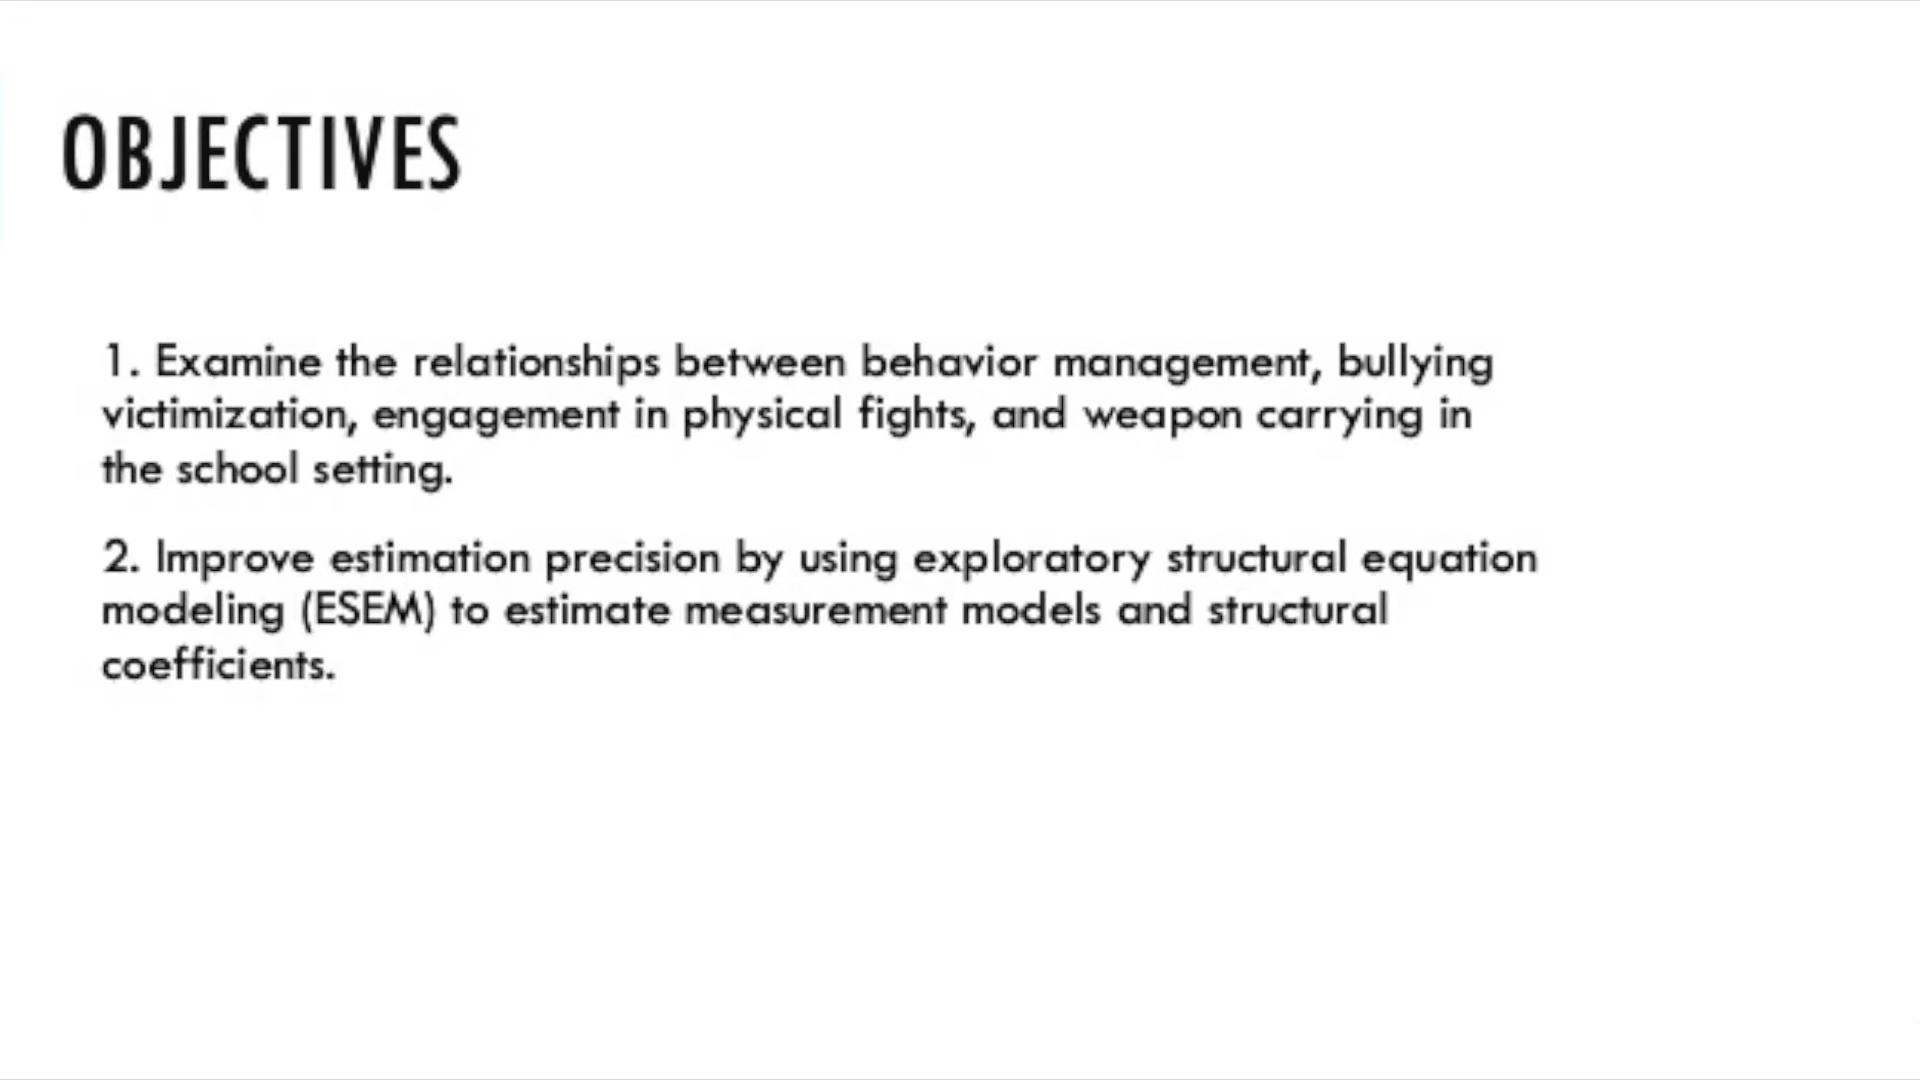 OBJECTIVES
1. Examine the relationships between behavior management, bullying
victimization, engagement in physical fights, and weapon carrying in
the school setting.
2. Improve estimation precision by using exploratory structural equation
modeling (ESEM) to estimate measurement models and structural
coefficients.